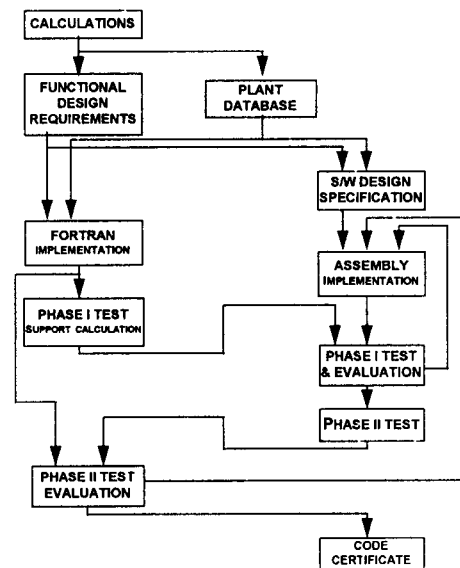 CALCULATIONS
FUNCTIONAL
DESIGN
REQUIREMENTS
PLANT
DATABASE
S/W DESIGN
SPECIFICATION
FORTRAN
IMPLEMENTATION
ASSEMBLY
IMPLEMENTATION
PHASE I TEST
SUPPORT CALCULATION
PHASE I TEST
& EVALUATION
PHASE II TEST
PHASE II TEST
EVALUATION
CODE
CERTIFICATE